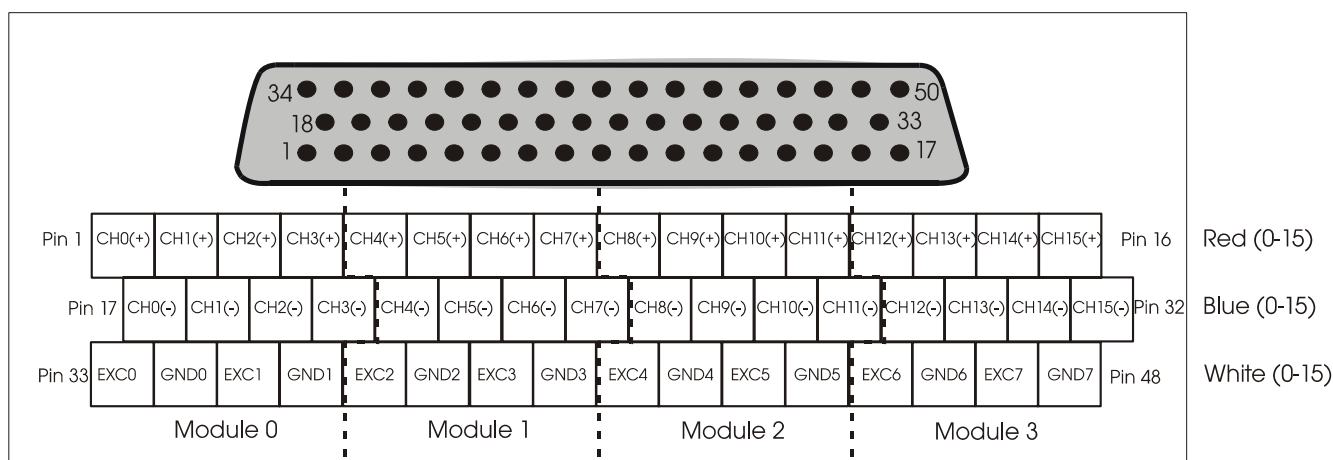 34 50
18 33
1 17
Pin 1 CH0(+) CH1(+) CH2(+) CH3(+) CH4(+) CH5(+) CH6(+) CH7(+) CH8(+) CH9(+) CH10(+) CH11(+) CH12(+) CH13(+) CH14(+) CH15(+) Pin 16 Red (0-15)
Pin 17 CH0(-) CH1(-) CH2(-) CH3(-) CH4(-) CH5(-) CH6(-) CH7(-) CH8(-) CH9(-) CH10(-) CH11(-) CH12(-) CH13(-) CH14(-) CH15(-) Pin 32 Blue (0-15)
Pin 33 EXC0 GND0 EXC1 GND1 EXC2 GND2 EXC3 GND3 EXC4 GND4 EXC5 GND5 EXC6 GND6 EXC7 GND7 Pin 48 White (0-15)
Module 0 Module 1 Module 2 Module 3